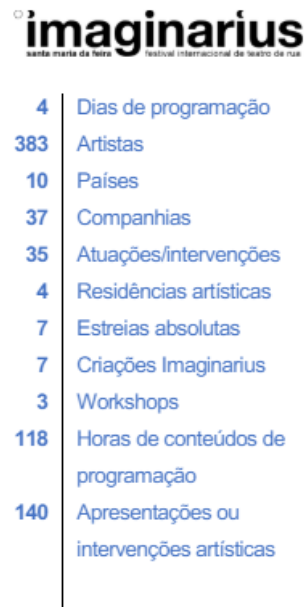 imaginarius
santa maria da feira festival internacional de teatro de rua
4 Dias de programação
383 Artistas
10 Países
37 Companhias
35 Atuações/intervenções
4 Residências artísticas
7 Estreias absolutas
7 Criações Imaginarius
3 Workshops
118 Horas de conteúdos de
programação
140 Apresentações ou
intervenções artísticas